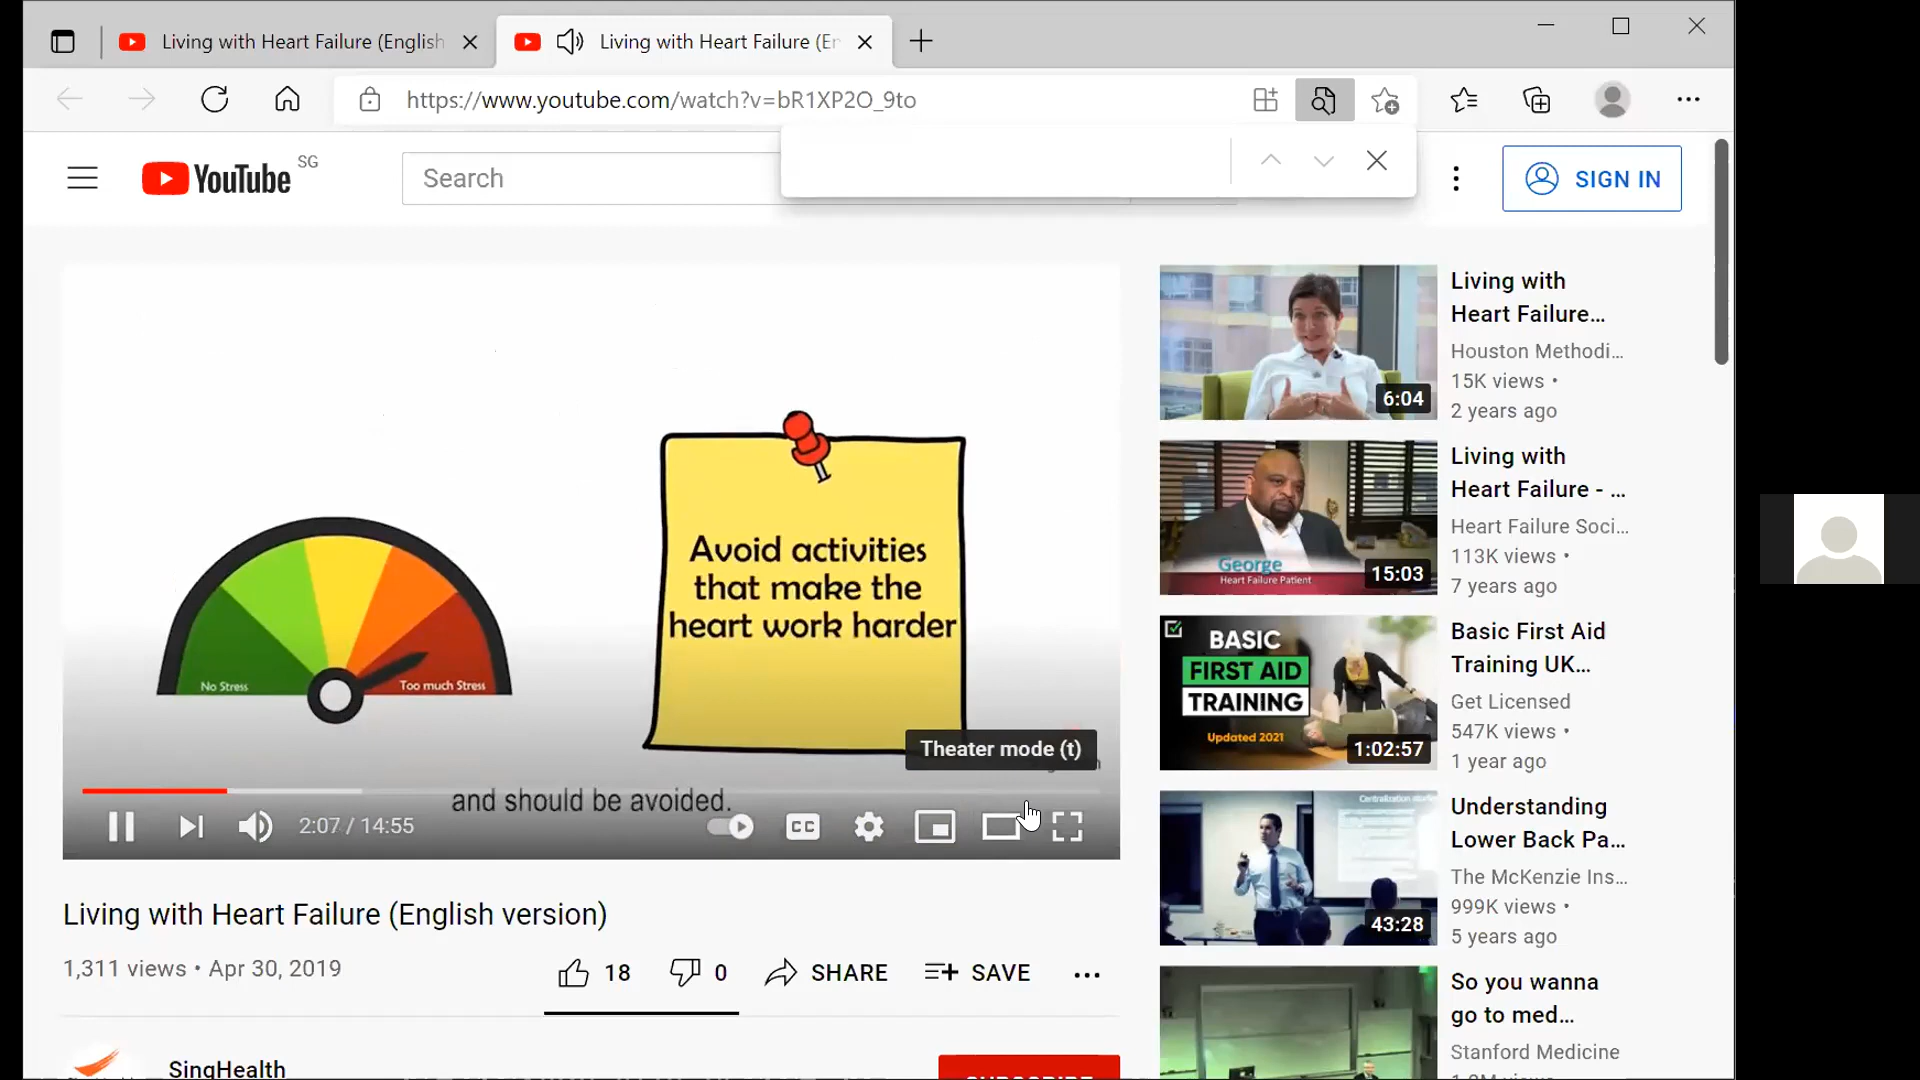 Living with Heart Failure (English
Living with Heart Failure (En
https://www.youtube.com/watch?v=bR1XP2O_9to
YouTube SG
Search
SIGN IN
Avoid activities
that make the
heart work harder
No Stress
Too much Stress
Theater mode (t)
and should be avoided.
2:07 / 14:55
CC
Living with Heart Failure (English version)
1,311 views • Apr 30, 2019
18
0
SHARE
SAVE
SingHealth
SUBSCRIBE
6:04
Living with
Heart Failure...
Houston Methodi...
15K views •
2 years ago
George
Heart Failure Patient
15:03
Living with
Heart Failure - ...
Heart Failure Soci...
113K views •
7 years ago
BASIC
FIRST AID
TRAINING
Updated 2021
1:02:57
Basic First Aid
Training UK...
Get Licensed
547K views •
1 year ago
43:28
Understanding
Lower Back Pa...
The McKenzie Ins...
999K views •
5 years ago
So you wanna
go to med...
Stanford Medicine